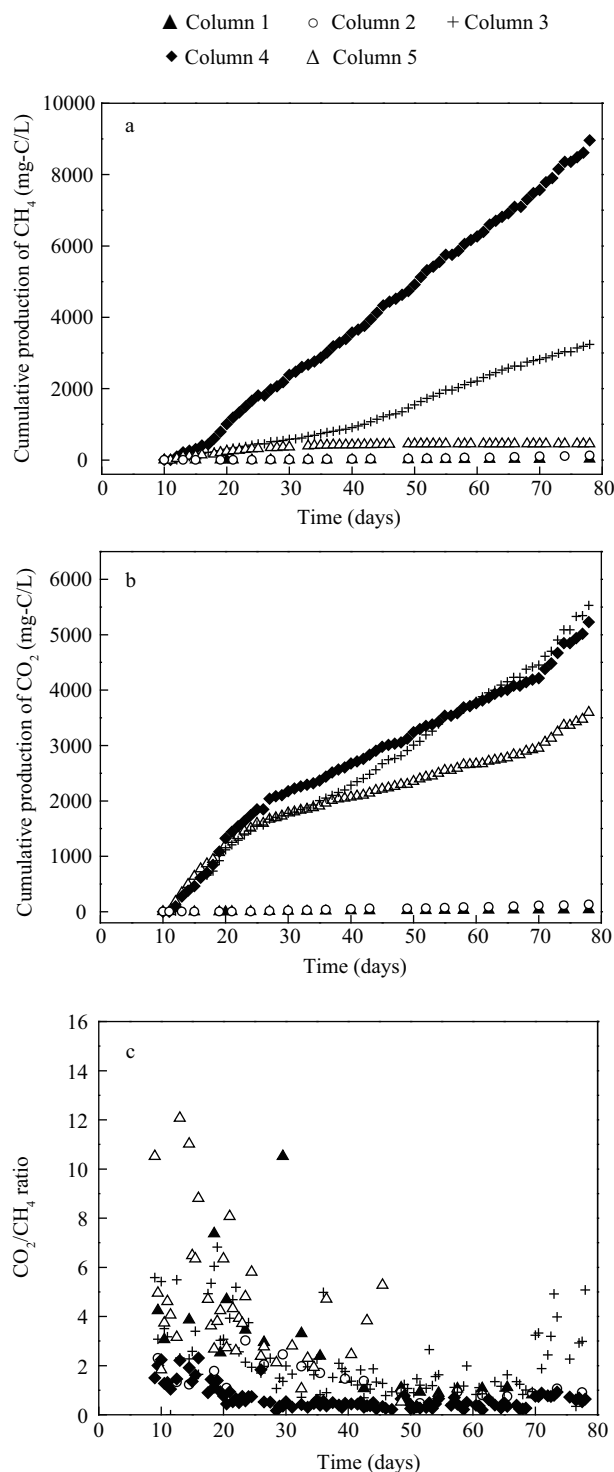 Column 1 Column 2 Column 3
Column 4 Column 5
a
Cumulative production of CH4 (mg-C/L)
10000
8000
6000
4000
2000
0
0 10 20 30 40 50 60 70 80
Time (days)
b
Cumulative production of CO2 (mg-C/L)
6000
5000
4000
3000
2000
1000
0
0 10 20 30 40 50 60 70 80
Time (days)
c
CO2/CH4 ratio
16
14
12
10
8
6
4
2
0
0 10 20 30 40 50 60 70 80
Time (days)